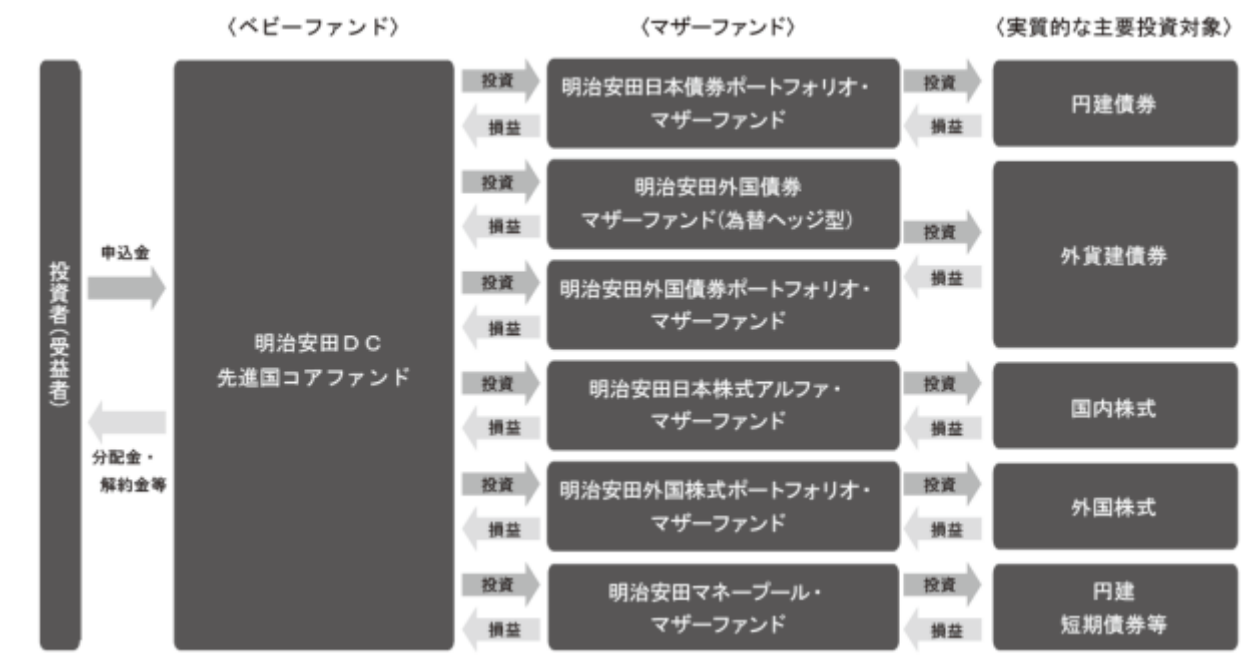 〈ベビーファンド〉
〈マザーファンド〉
〈実質的な主要投資対象〉
投資者(受益者)
申込金
分配金・
解約金等
明治安田DC
先進国コアファンド
投資
損益
明治安田日本債券ポートフォリオ・
マザーファンド
投資
損益
円建債券
投資
損益
明治安田外国債券
マザーファンド(為替ヘッジ型)
投資
損益
明治安田外国債券ポートフォリオ・
マザーファンド
投資
損益
外貨建債券
投資
損益
明治安田日本株式アルファ・
マザーファンド
投資
損益
国内株式
投資
損益
明治安田外国株式ポートフォリオ・
マザーファンド
投資
損益
外国株式
投資
損益
明治安田マネープール・
マザーファンド
投資
損益
円建
短期債券等